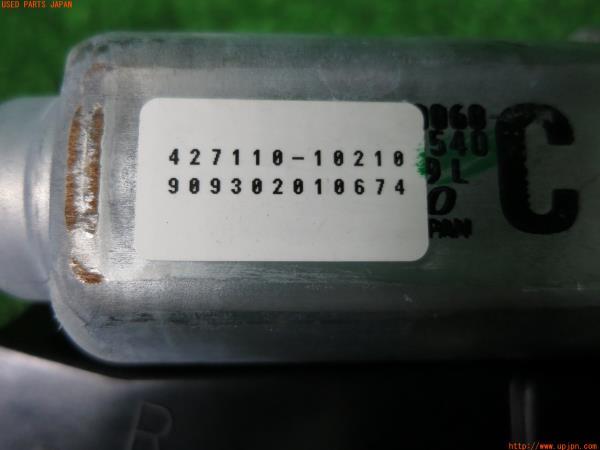 USED PARTS JAPAN
427110-10210
909302010674
C
R
http://www.upjpn.com/